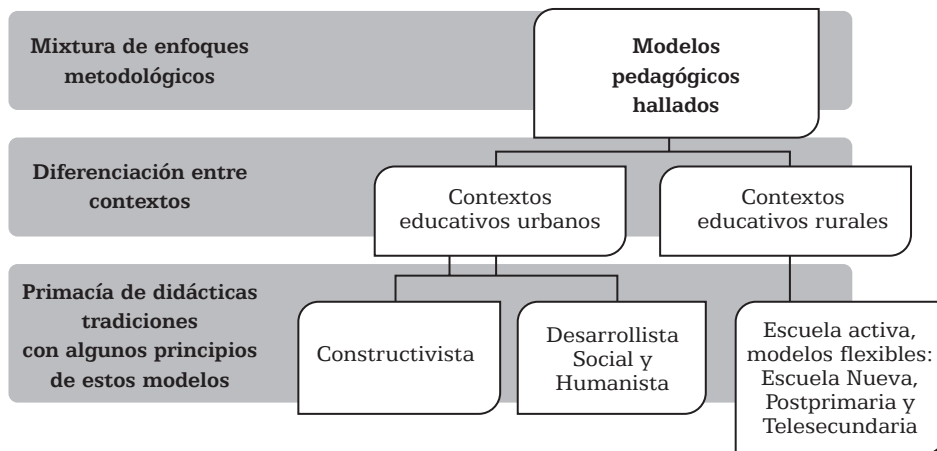 Mixtura de enfoques
metodológicos
Modelos
pedagógicos
hallados
Diferenciación entre
contextos
Contextos
educativos urbanos
Contextos
educativos rurales
Primacía de didácticas
tradiciones
con algunos principios
de estos modelos
Constructivista
Desarrollista
Social y
Humanista
Escuela activa,
modelos flexibles:
Escuela Nueva,
Postprimaria y
Telesecundaria